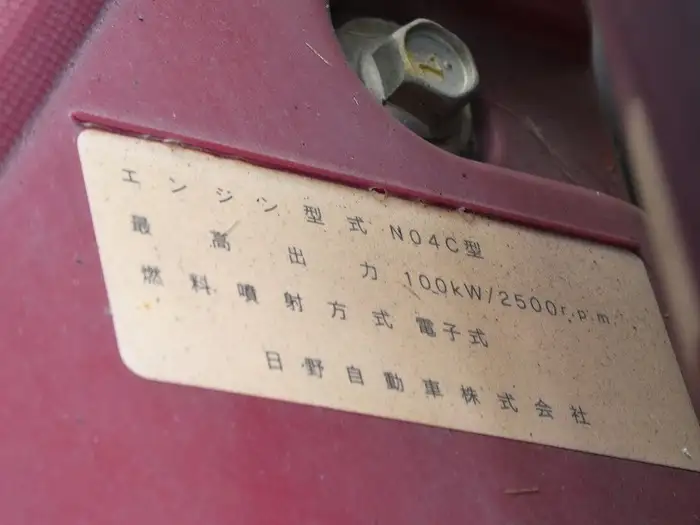 エンジン型式 N04C型
最高出力 100kW/2500r.p.m
燃料噴射方式 電子式
日野自動車株式会社